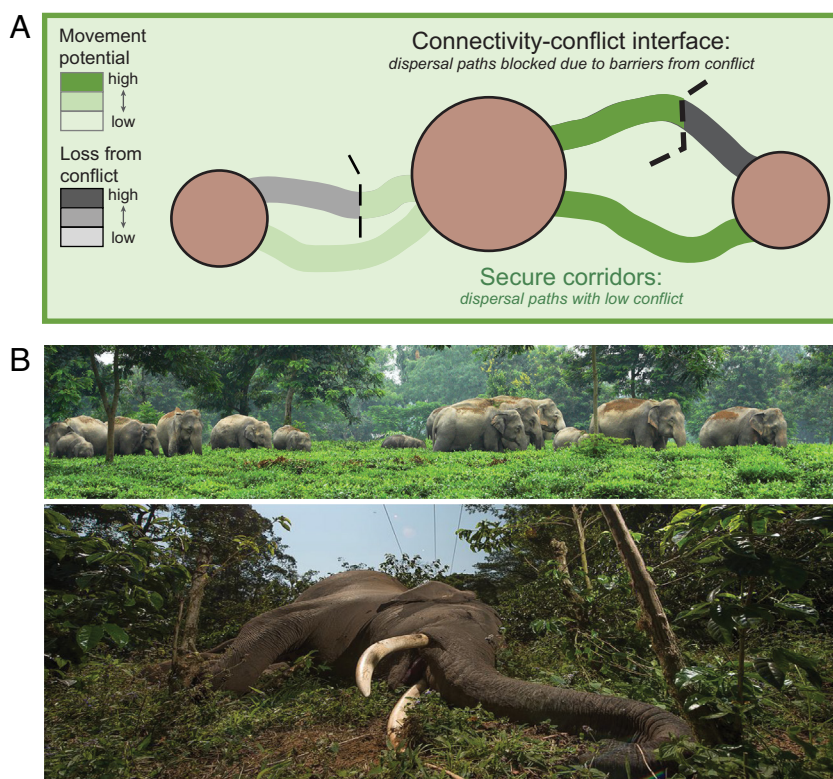 A
Movement
potential
high
low
Loss from
conflict
high
low
Connectivity-conflict interface:
dispersal paths blocked due to barriers from conflict
Secure corridors:
dispersal paths with low conflict
B